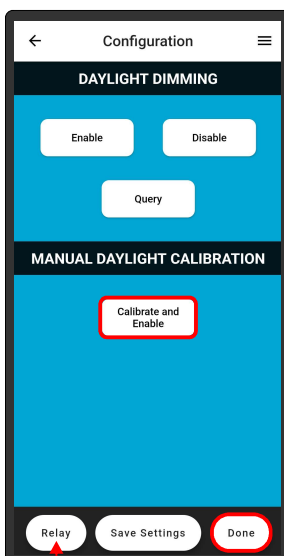 Configuration
DAYLIGHT DIMMING
Enable
Disable
Query
MANUAL DAYLIGHT CALIBRATION
Calibrate and
Enable
Relay
Save Settings
Done